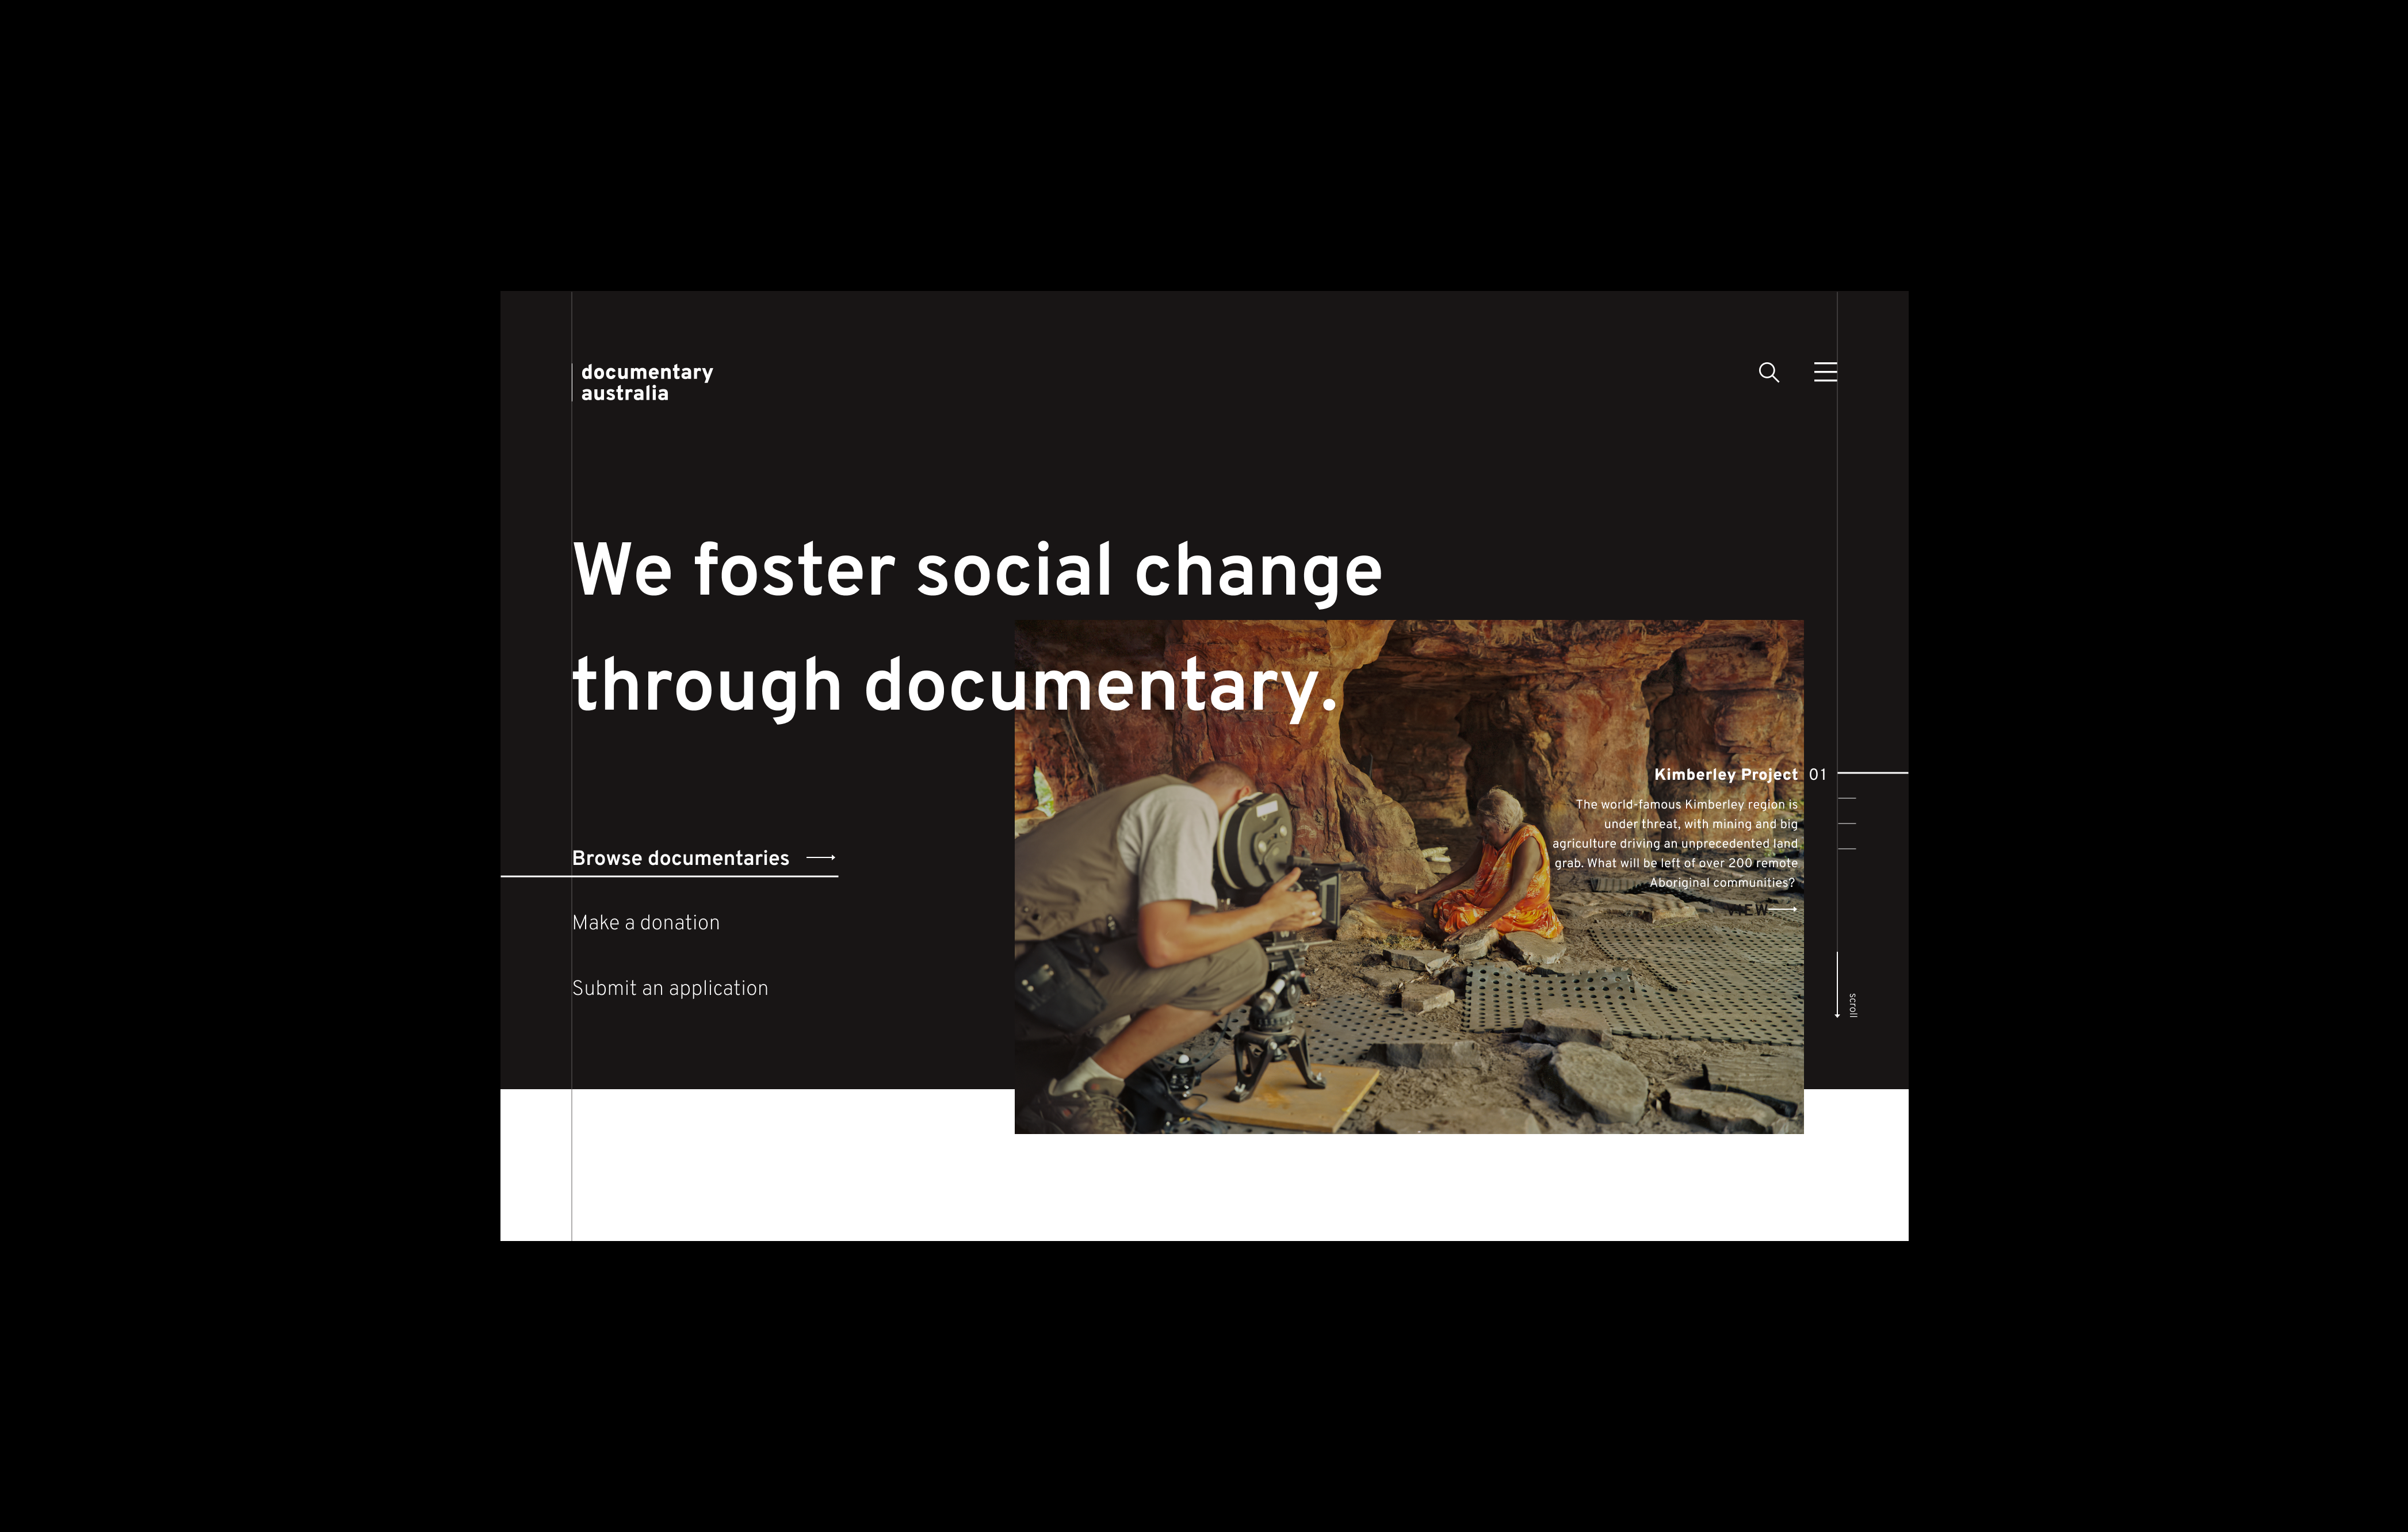 documentary
australia
We foster social change
through documentary.
Kimberley Project 01
The world-famous Kimberley region is
under threat, with mining and big
agriculture driving an unprecedented land
grab. What will be left of over 200 remote
Aboriginal communities?
VIEW
Browse documentaries
Make a donation
Submit an application
scroll